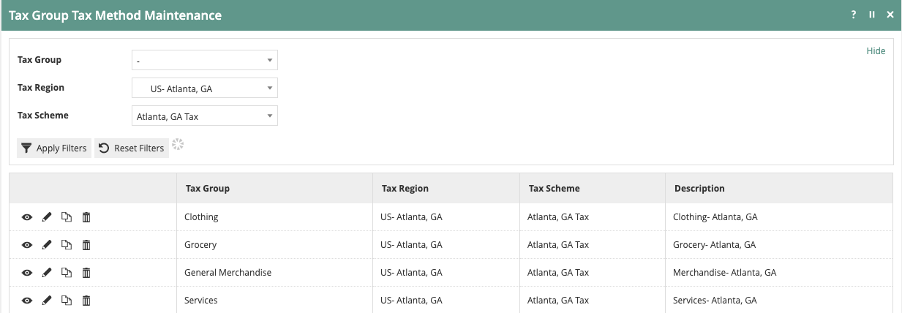 Tax Group Tax Method Maintenance ?
Hide
Tax Group -
Tax Region US- Atlanta, GA
Tax Scheme Atlanta, GA Tax
Apply Filters Reset Filters
Tax Group Tax Region Tax Scheme Description
Clothing US- Atlanta, GA Atlanta, GA Tax Clothing- Atlanta, GA
Grocery US- Atlanta, GA Atlanta, GA Tax Grocery- Atlanta, GA
General Merchandise US- Atlanta, GA Atlanta, GA Tax Merchandise- Atlanta, GA
Services US- Atlanta, GA Atlanta, GA Tax Services- Atlanta, GA